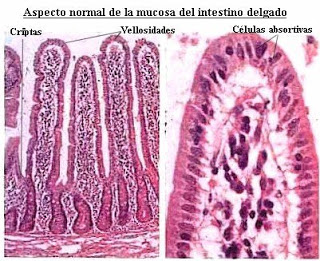 Aspecto normal de la mucosa del intestino delgado
Criptas
Vellosidades
Células absortivas